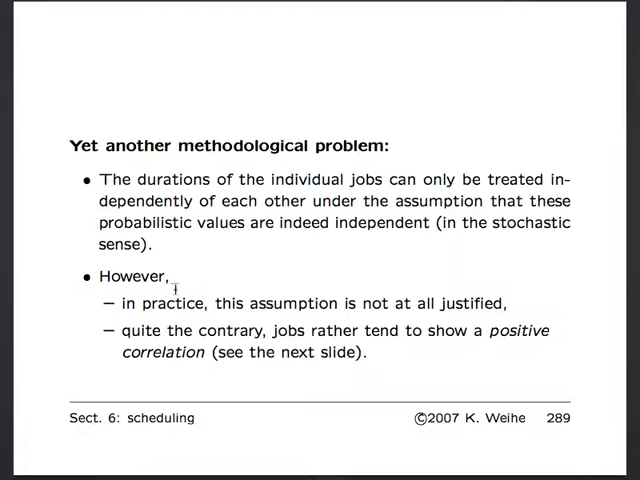 Yet another methodological problem:
• The durations of the individual jobs can only be treated in-
dependently of each other under the assumption that these
probabilistic values are indeed independent (in the stochastic
sense).
• However,
– in practice, this assumption is not at all justified,
– quite the contrary, jobs rather tend to show a positive
correlation (see the next slide).
Sect. 6: scheduling ©2007 K. Weihe 289